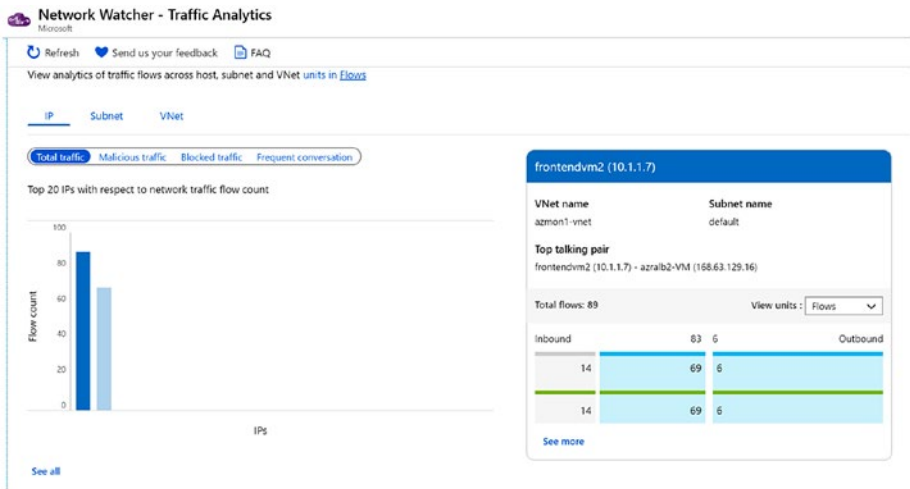 Network Watcher - Traffic Analytics
Microsoft
Refresh Send us your feedback FAQ
View analytics of traffic flows across host, subnet and VNet units in Flows
IP Subnet VNet
Total traffic Malicious traffic Blocked traffic Frequent conversation
Top 20 IPs with respect to network traffic flow count
100
80
60
40
20
0
Flow count
IPs
See all
frontendvm2 (10.1.1.7)
VNet name Subnet name
azmon1-vnet default
Top talking pair
frontendvm2 (10.1.1.7) - azralb2-VM (168.63.129.16)
Total flows: 89 View units : Flows
Inbound 83 6 Outbound
14 69 6
14 69 6
See more